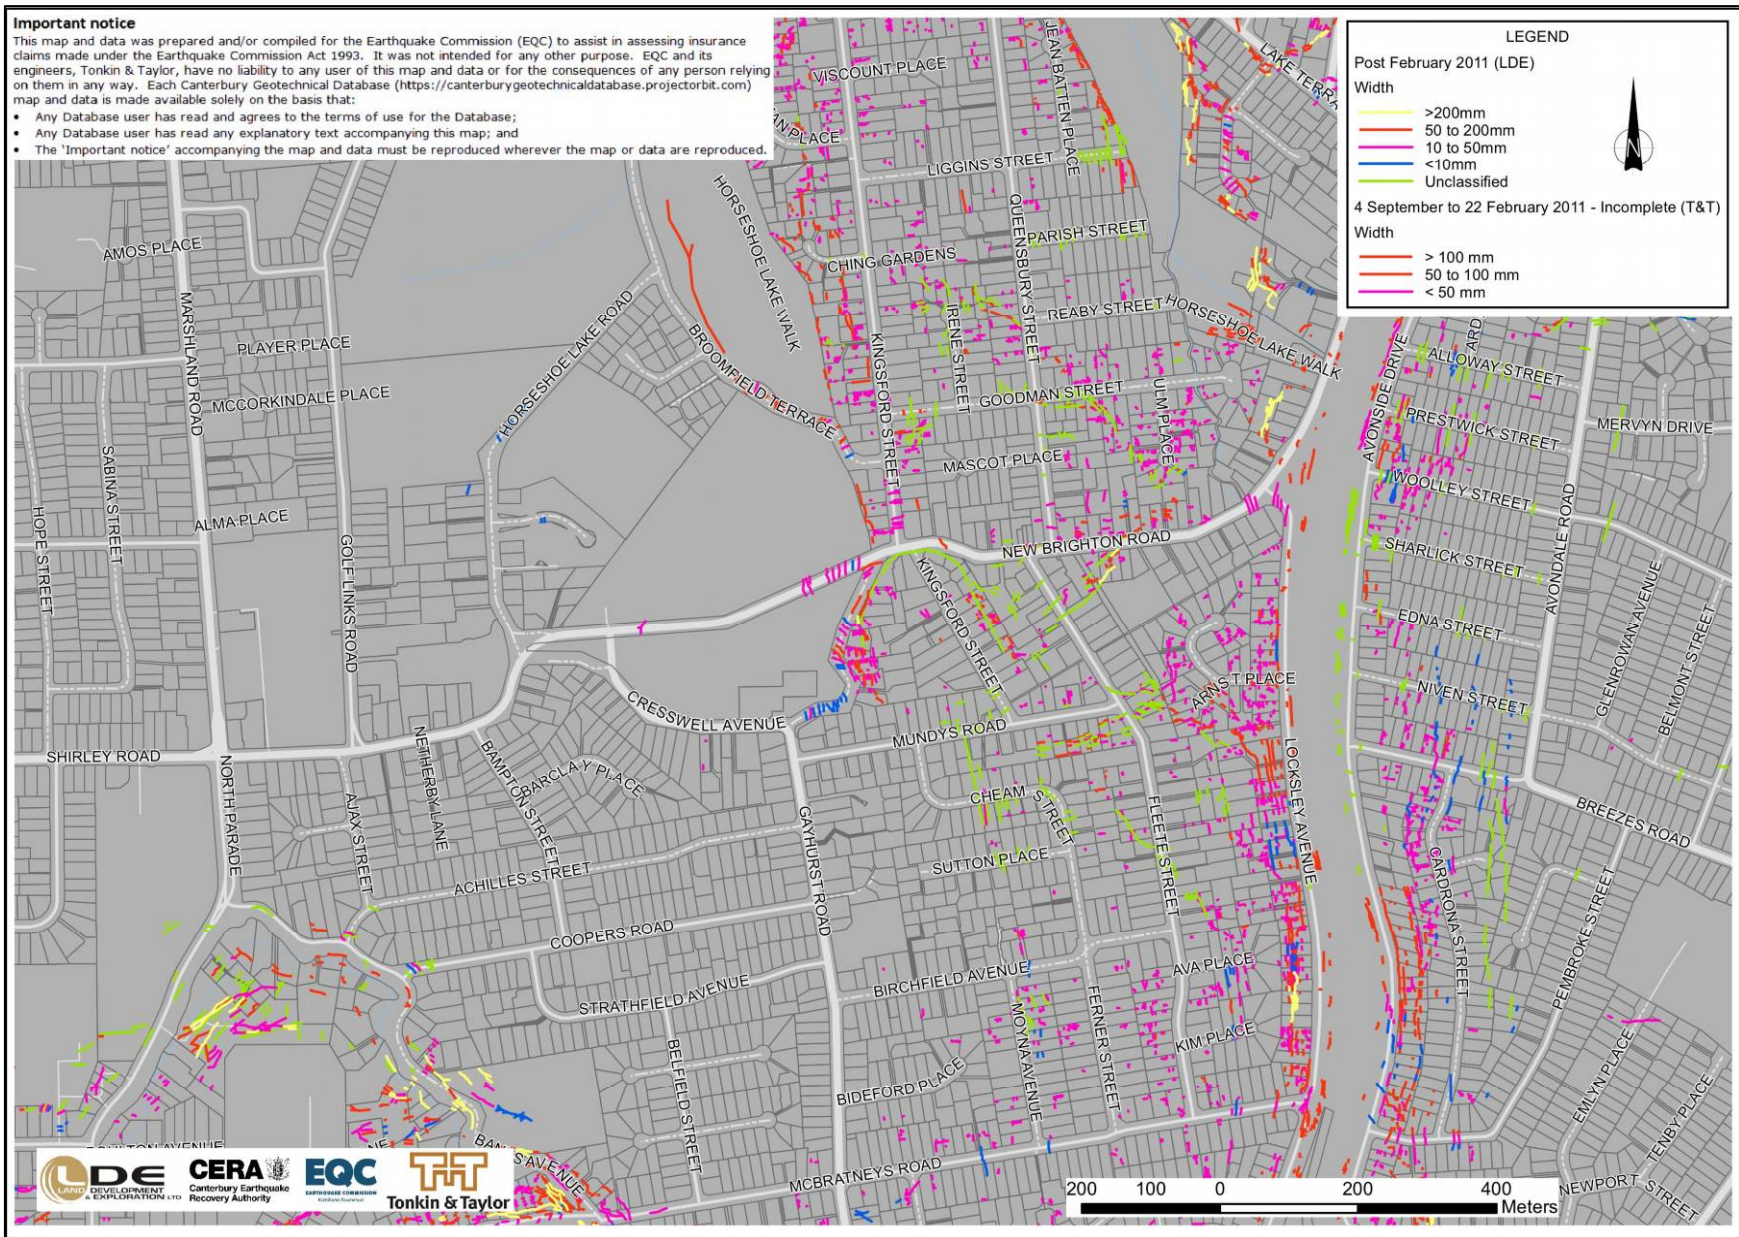 Important notice
This map and data was prepared and/or compiled for the Earthquake Commission (EQC) to assist in assessing insurance
claims made under the Earthquake Commission Act 1993. It was not intended for any other purpose. EQC and its
engineers, Tonkin & Taylor, have no liability to any user of this map and data or for the consequences of any person relying
on them in any way. Each Canterbury Geotechnical Database (https://canterburygeotechnicaldatabase.projectorbit.com)
map and data is made available solely on the basis that:
• Any Database user has read and agrees to the terms of use for the Database;
• Any Database user has read any explanatory text accompanying this map; and
• The 'Important notice' accompanying the map and data must be reproduced wherever the map or data are reproduced.
LEGEND
Post February 2011 (LDE)
Width
>200mm
50 to 200mm
10 to 50mm
<10mm
Unclassified
4 September to 22 February 2011 - Incomplete (T&T)
Width
> 100 mm
50 to 100 mm
< 50 mm
N
VISCOUNT PLACE
JEAN BATTEN PLACE
PLACE
LIGGINS STREET
HORSESHOE LAKE WALK
QUEENSBURY STREET
PARISH STREET
AMOS PLACE
CHING GARDENS
MARSHLAND ROAD
HORSESHOE LAKE ROAD
BROOMFIELD TERRACE
KINGSFORD STREET
IRENE STREET
REABY STREET
HORSESHOE LAKE WALK
AVONSIDE DRIVE
PLAYER PLACE
ALLOWAY STREET
MCCORKINDALE PLACE
GOODMAN STREET
ULM PLACE
PRESTWICK STREET
MERVYN DRIVE
SABINA STREET
MASCOT PLACE
WOOLLEY STREET
HOPE STREET
ALMA PLACE
GOLF LINKS ROAD
NEW BRIGHTON ROAD
SHARLICK STREET
AVONDALE ROAD
KINGSFORD STREET
EDNA STREET
GLENROWAN AVENUE
BELMONT STREET
ARNST PLACE
NIVEN STREET
CRESSWELL AVENUE
MUNDYS ROAD
SHIRLEY ROAD
NORTH PARADE
NETHERBY LANE
BAMPTON STREET
BARCLAY PLACE
LOCKSLEY AVENUE
AJAX STREET
CHEAM STREET
FLEETE STREET
BREEZES ROAD
GAYHURST ROAD
SUTTON PLACE
ACHILLES STREET
CARDRONA STREET
PEMBROKE STREET
COOPERS ROAD
AVA PLACE
BIRCHFIELD AVENUE
STRATHFIELD AVENUE
MOYNA AVENUE
FERNER STREET
KIM PLACE
BELFIELD STREET
BIDEFORD PLACE
EMLYN PLACE
TENBY PLACE
MCBRATNEYS ROAD
NEWPORT STREET
LDE
LAND DEVELOPMENT
& EXPLORATION LTD
CERA
Canterbury Earthquake
Recovery Authority
EQC
EARTHQUAKE COMMISSION
T+T
Tonkin & Taylor
200 100 0 200 400
Meters